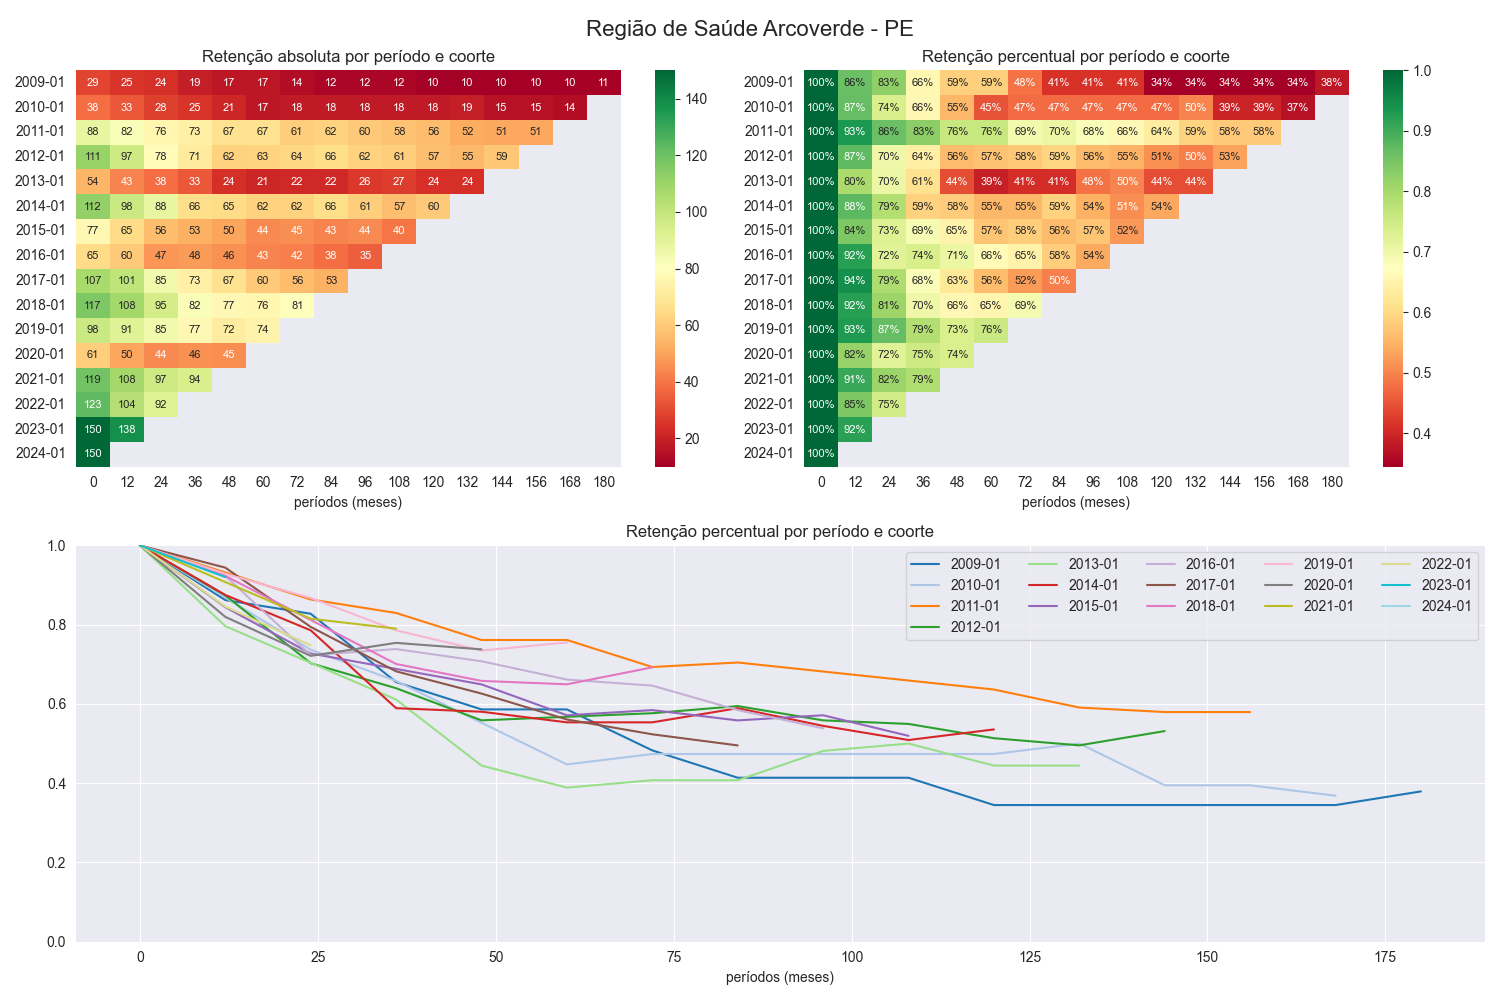 Região de Saúde Arcoverde - PE
Retenção absoluta por período e coorte
2009-01 29 25 24 19 17 17 14 12 12 12 10 10 10 10 10 11
2010-01 38 33 28 25 21 17 18 18 18 18 18 19 15 15 14
2011-01 88 82 76 73 67 67 61 62 60 58 56 52 51 51
2012-01 111 97 78 71 62 63 64 66 62 61 57 55 59
2013-01 54 43 38 33 24 21 22 22 26 27 24 24
2014-01 112 98 88 66 65 62 62 66 61 57 60
2015-01 77 65 56 53 50 44 45 43 44 40
2016-01 65 60 47 48 46 43 42 38 35
2017-01 107 101 85 73 67 60 56 53
2018-01 117 108 95 82 77 76 81
2019-01 98 91 85 77 72 74
2020-01 61 50 44 46 45
2021-01 119 108 97 94
2022-01 123 104 92
2023-01 150 138
2024-01 150
0 12 24 36 48 60 72 84 96 108 120 132 144 156 168 180
períodos (meses)
140
120
100
80
60
40
20
Retenção percentual por período e coorte
2009-01 100% 86% 83% 66% 59% 59% 48% 41% 41% 41% 34% 34% 34% 34% 34% 38%
2010-01 100% 87% 74% 66% 55% 45% 47% 47% 47% 47% 47% 50% 39% 39% 37%
2011-01 100% 93% 86% 83% 76% 76% 69% 70% 68% 66% 64% 59% 58% 58%
2012-01 100% 87% 70% 64% 56% 57% 58% 59% 56% 55% 51% 50% 53%
2013-01 100% 80% 70% 61% 44% 39% 41% 41% 48% 50% 44% 44%
2014-01 100% 88% 79% 59% 58% 55% 55% 59% 54% 51% 54%
2015-01 100% 84% 73% 69% 65% 57% 58% 56% 57% 52%
2016-01 100% 92% 72% 74% 71% 66% 65% 58% 54%
2017-01 100% 94% 79% 68% 63% 56% 52% 50%
2018-01 100% 92% 81% 70% 66% 65% 69%
2019-01 100% 93% 87% 79% 73% 76%
2020-01 100% 82% 72% 75% 74%
2021-01 100% 91% 82% 79%
2022-01 100% 85% 75%
2023-01 100% 92%
2024-01 100%
0 12 24 36 48 60 72 84 96 108 120 132 144 156 168 180
períodos (meses)
1.0
0.9
0.8
0.7
0.6
0.5
0.4
Retenção percentual por período e coorte
1.0
0.8
0.6
0.4
0.2
0.0
2009-01 2013-01 2016-01 2019-01 2022-01
2010-01 2014-01 2017-01 2020-01 2023-01
2011-01 2015-01 2018-01 2021-01 2024-01
2012-01
0 25 50 75 100 125 150 175
períodos (meses)